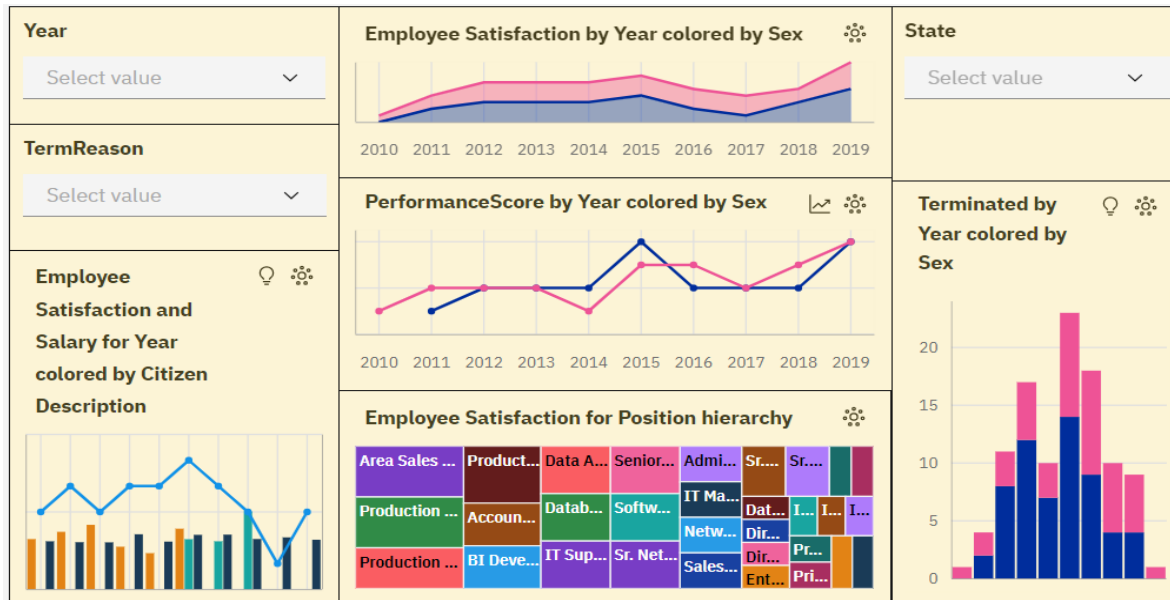 Year
Select value
TermReason
Select value
Employee
Satisfaction and
Salary for Year
colored by Citizen
Description
Employee Satisfaction by Year colored by Sex
2010 2011 2012 2013 2014 2015 2016 2017 2018 2019
PerformanceScore by Year colored by Sex
2010 2011 2012 2013 2014 2015 2016 2017 2018 2019
Employee Satisfaction for Position hierarchy
Area Sales ...
Production ...
Production ...
Product...
Accoun...
BI Deve...
Data A...
Datab...
IT Sup...
Senior...
Softw...
Sr. Net...
Admi...
IT Ma...
Netw...
Sales...
Sr....
Dat...
Dir...
Dir...
Ent...
Sr....
I...
I...
I...
Pr...
Pri...
State
Select value
Terminated by
Year colored by
Sex
20
15
10
5
0